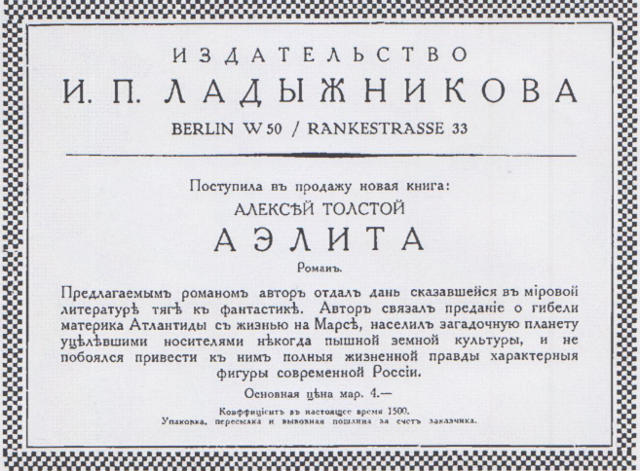 ИЗДАТЕЛЬСТВО
И. П. ЛАДЫЖНИКОВА
BERLIN W 50 / RANKESTRASSE 33
Поступила въ продажу новая книга:
АЛЕКСѢЙ ТОЛСТОЙ
АЭЛИТА
Романъ.
Предлагаемымъ романомъ авторъ отдалъ дань сказавшейся въ мiровой
литературѣ тягѣ къ фантастикѣ. Авторъ связалъ преданiе о гибели
материка Атлантиды съ жизнью на Марсѣ, населилъ загадочную планету
уцѣлѣвшими носителями нѣкогда пышной земной культуры, и не
побоялся привести къ нимъ полныя жизненной правды характерныя
фигуры современной Россiи.
Основная цѣна мар. 4.—
Коеффицiентъ въ настоящее время 1500.
Упаковка, пересылка и вывозная пошлина за счетъ заказчика.